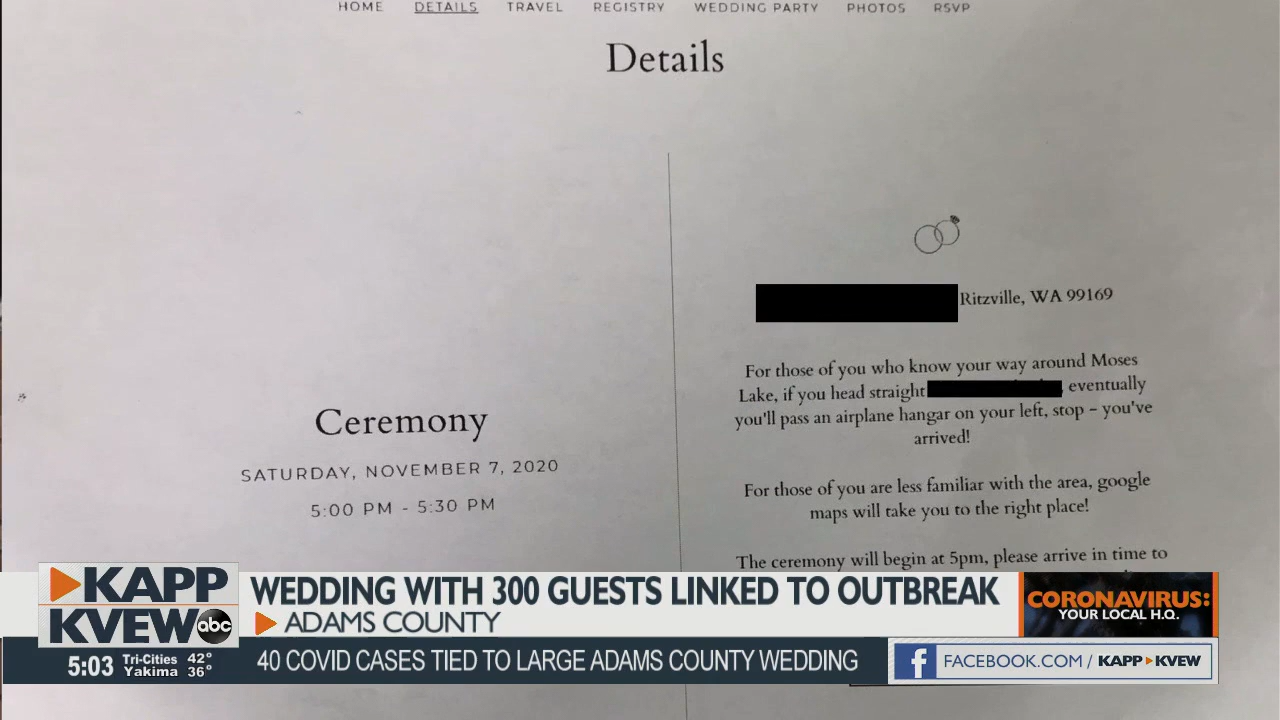 HOME DETAILS TRAVEL REGISTRY WEDDING PARTY PHOTOS RSVP
Details
Ceremony
SATURDAY, NOVEMBER 7, 2020
5:00 PM - 5:30 PM
Ritzville, WA 99169
For those of you who know your way around Moses
Lake, if you head straight eventually
you'll pass an airplane hangar on your left, stop – you've
arrived!
For those of you are less familiar with the area, google
maps will take you to the right place!
The ceremony will begin at 5pm, please arrive in time to
KAPP
KVEW abc
WEDDING WITH 300 GUESTS LINKED TO OUTBREAK
ADAMS COUNTY
CORONAVIRUS:
YOUR LOCAL H.Q.
5:03 Tri-Cities 42°
Yakima 36°
40 COVID CASES TIED TO LARGE ADAMS COUNTY WEDDING
f FACEBOOK.COM / KAPP KVEW